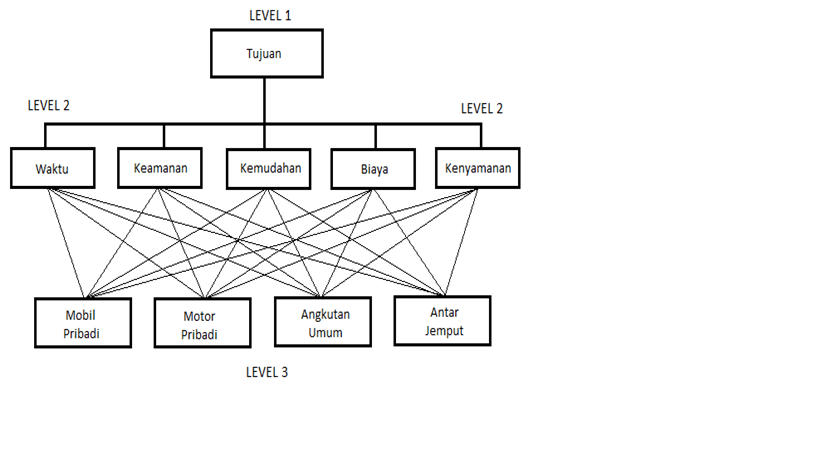 LEVEL 1
Tujuan
LEVEL 2
LEVEL 2
Waktu
Keamanan
Kemudahan
Biaya
Kenyamanan
Mobil
Pribadi
Motor
Pribadi
Angkutan
Umum
Antar
Jemput
LEVEL 3